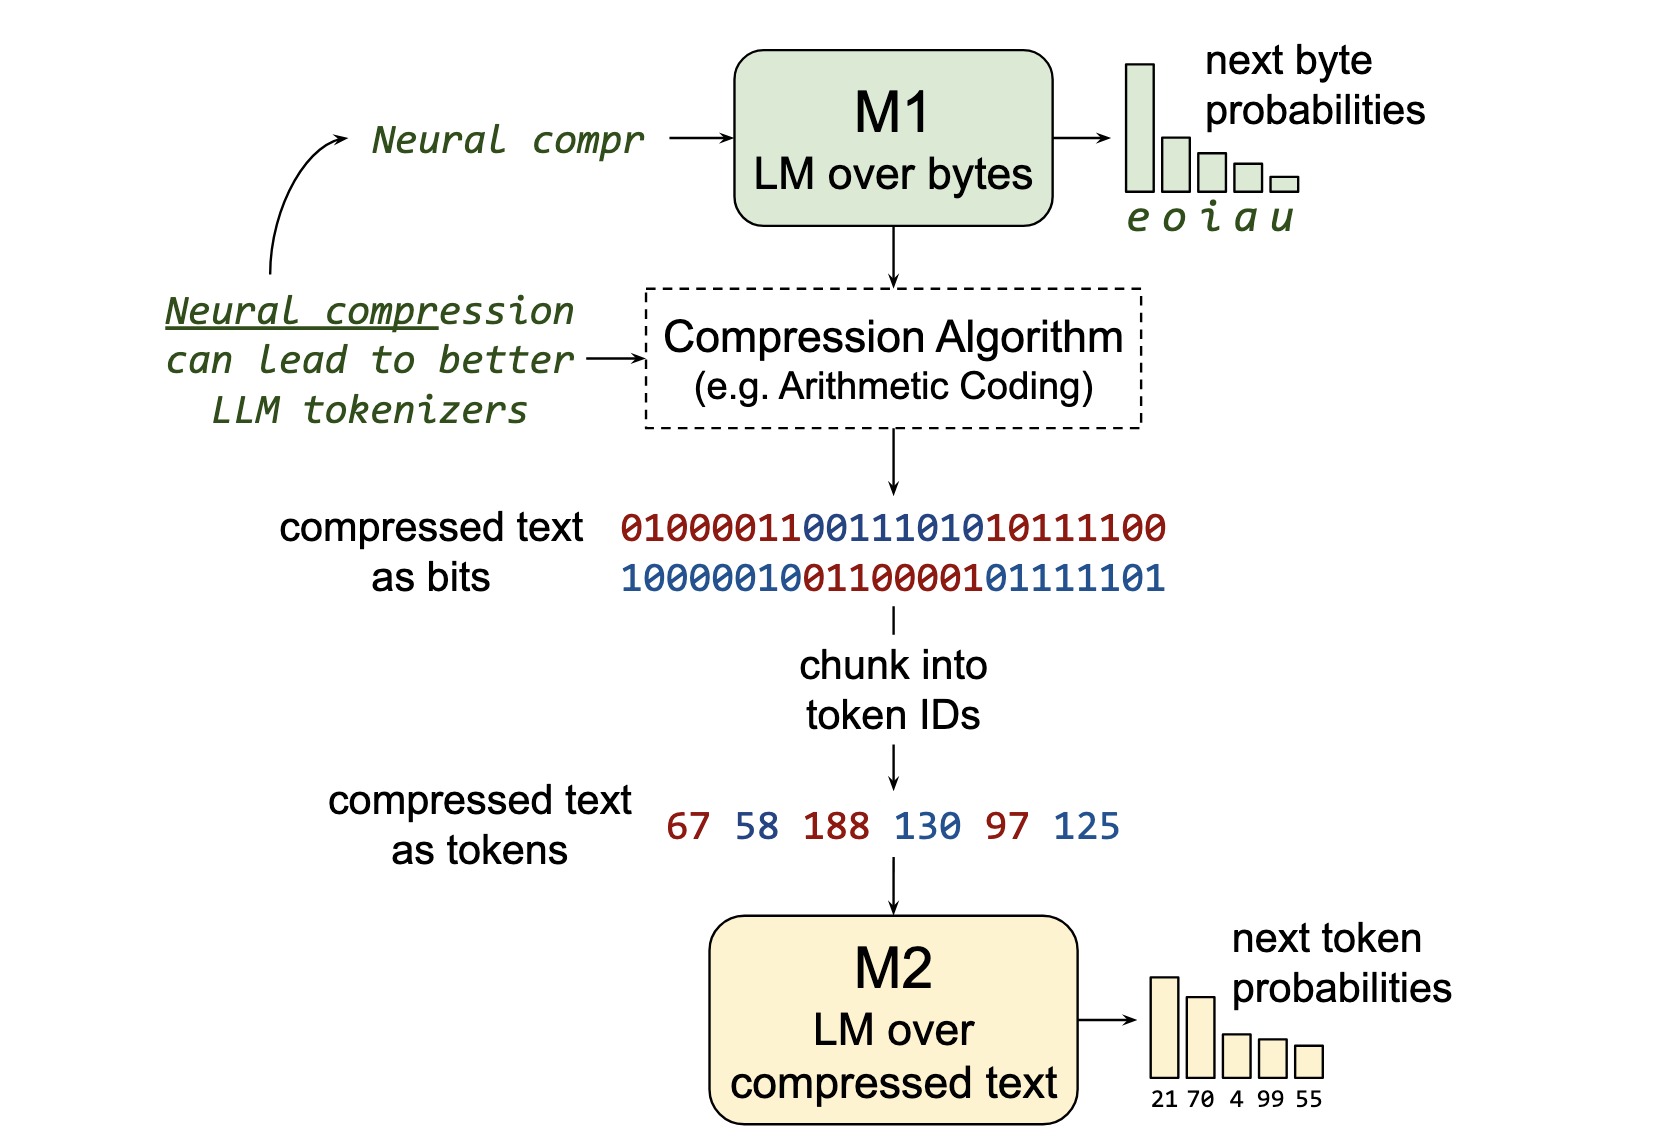 next byte
probabilities
M1
LM over bytes
Neural compr
e o i a u
Neural compression
can lead to better
LLM tokenizers
Compression Algorithm
(e.g. Arithmetic Coding)
compressed text
as bits
010000110011101010111100
100000100110000101111101
chunk into
token IDs
compressed text
as tokens
67 58 188 130 97 125
M2
LM over
compressed text
next token
probabilities
21 70 4 99 55